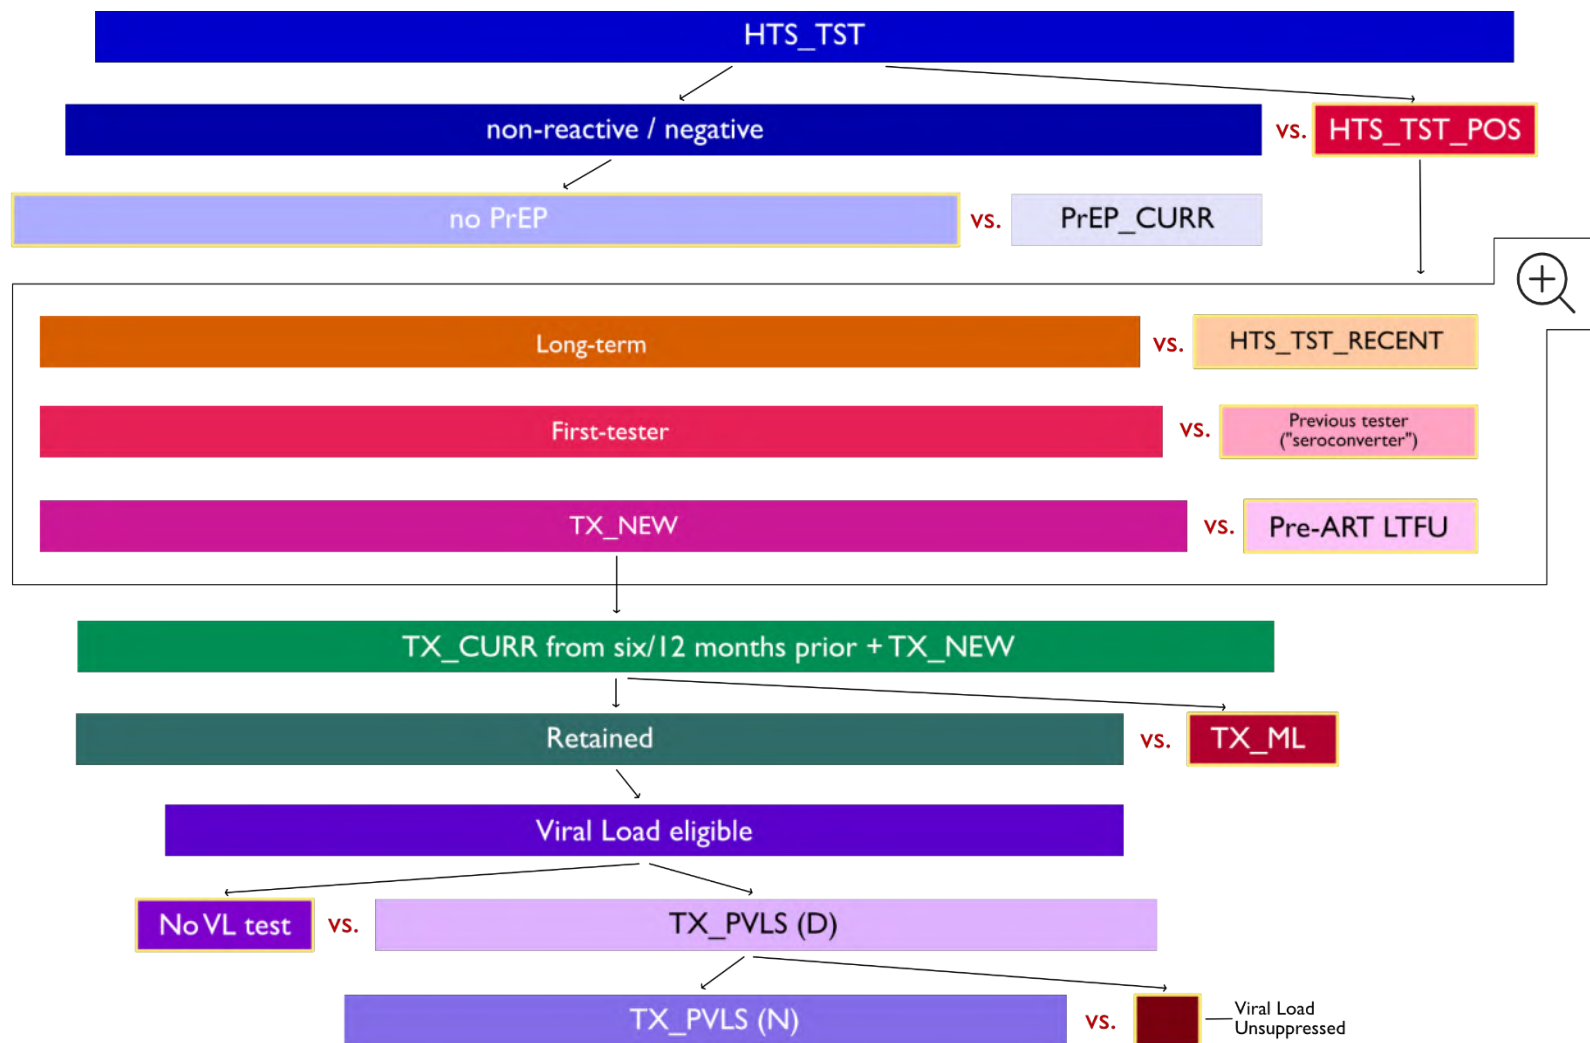 HTS_TST
non-reactive / negative
vs.
HTS_TST_POS
no PrEP
vs.
PrEP_CURR
Long-term
vs.
HTS_TST_RECENT
First-tester
vs.
Previous tester
("seroconverter")
TX_NEW
vs.
Pre-ART LTFU
TX_CURR from six/12 months prior + TX_NEW
Retained
vs.
TX_ML
Viral Load eligible
No VL test
vs.
TX_PVLS (D)
TX_PVLS (N)
vs.
Viral Load
Unsuppressed